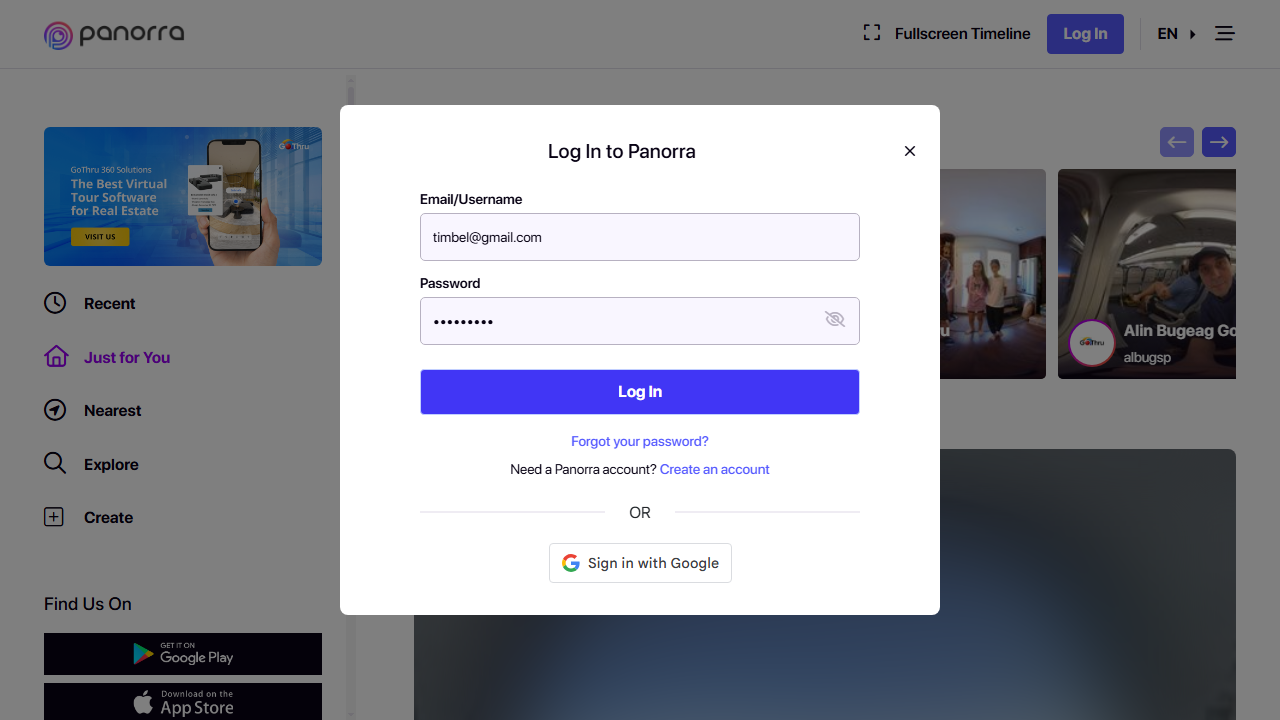 panorra
Fullscreen Timeline
Log In
EN
GoThru
GoThru 360 Solutions
The Best Virtual
Tour Software
for Real Estate
VISIT US
Recent
Just for You
Nearest
Explore
Create
Find Us On
GET IT ON
Google Play
Download on the
App Store
Log In to Panorra
Email/Username
timbel@gmail.com
Password
•••••••••
Log In
Forgot your password?
Need a Panorra account? Create an account
OR
Sign in with Google
GoThru
Alin Bugeag Go
albugsp